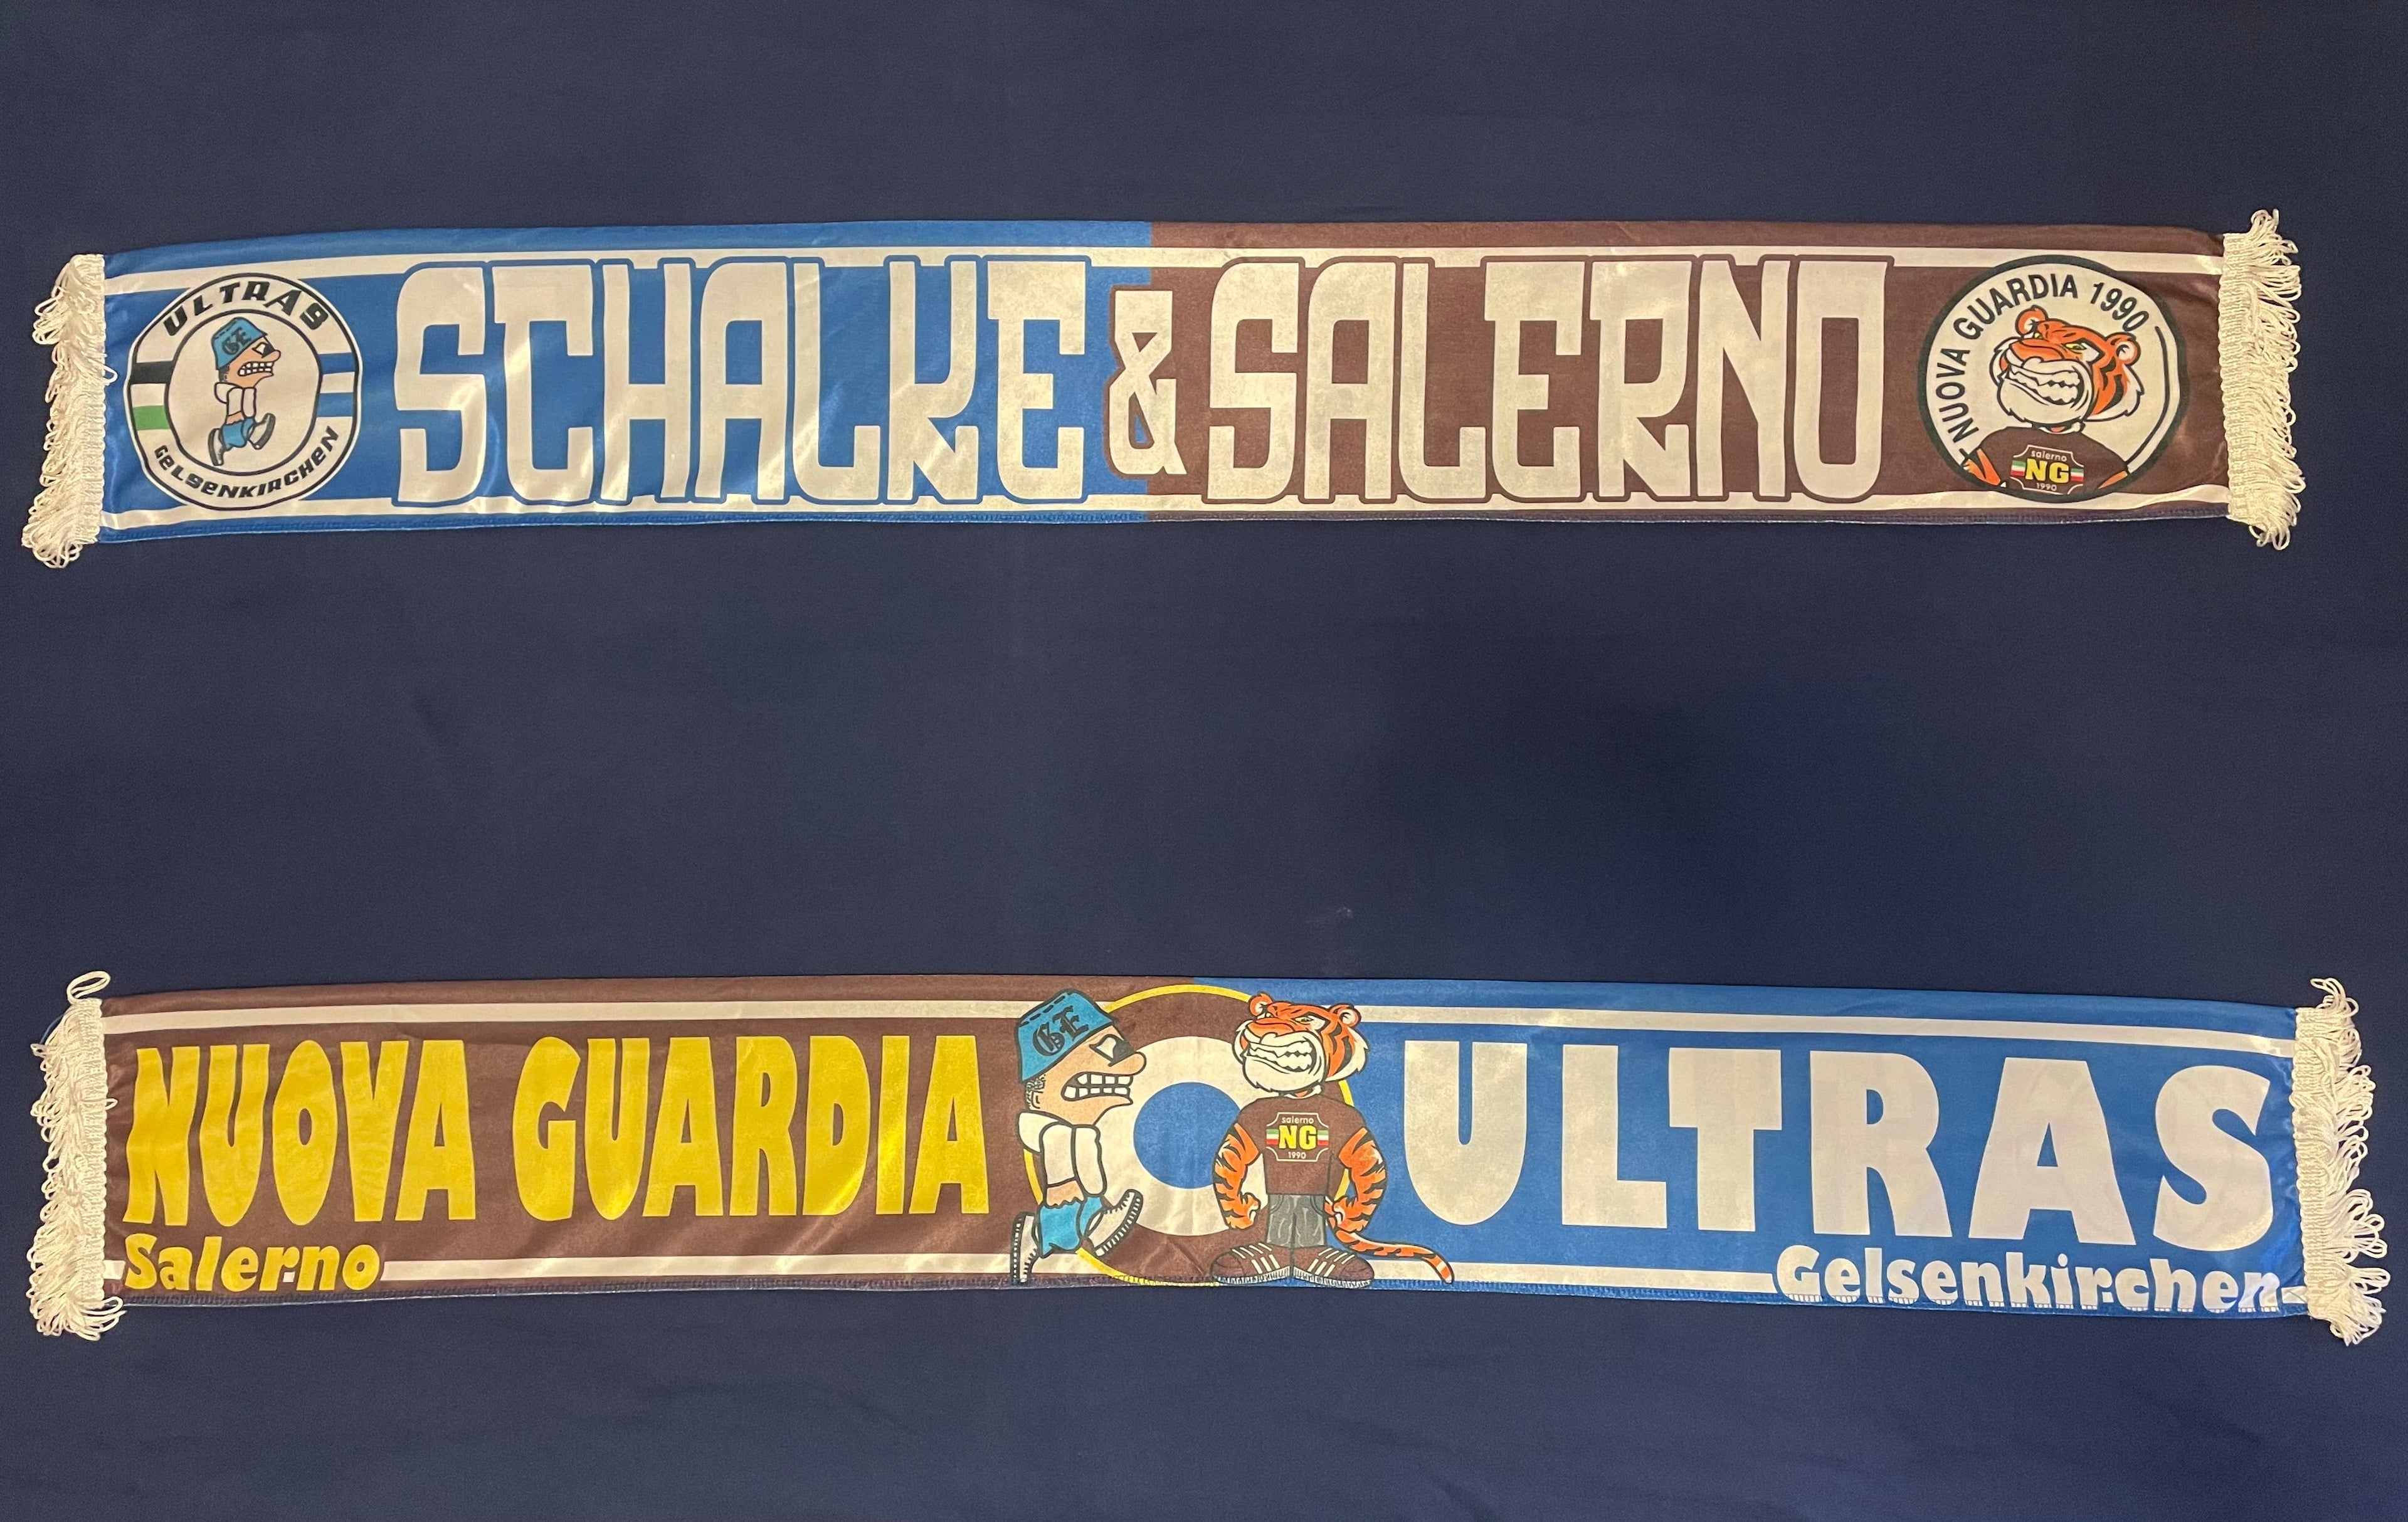 ULTRAS
GE
GELSENKIRCHEN
SCHALKE & SALERNO
NUOVA GUARDIA 1990
salerno
NG
1990
NUOVA GUARDIA
Salerno
GE
salerno
NG
1990
ULTRAS
Gelsenkirchen